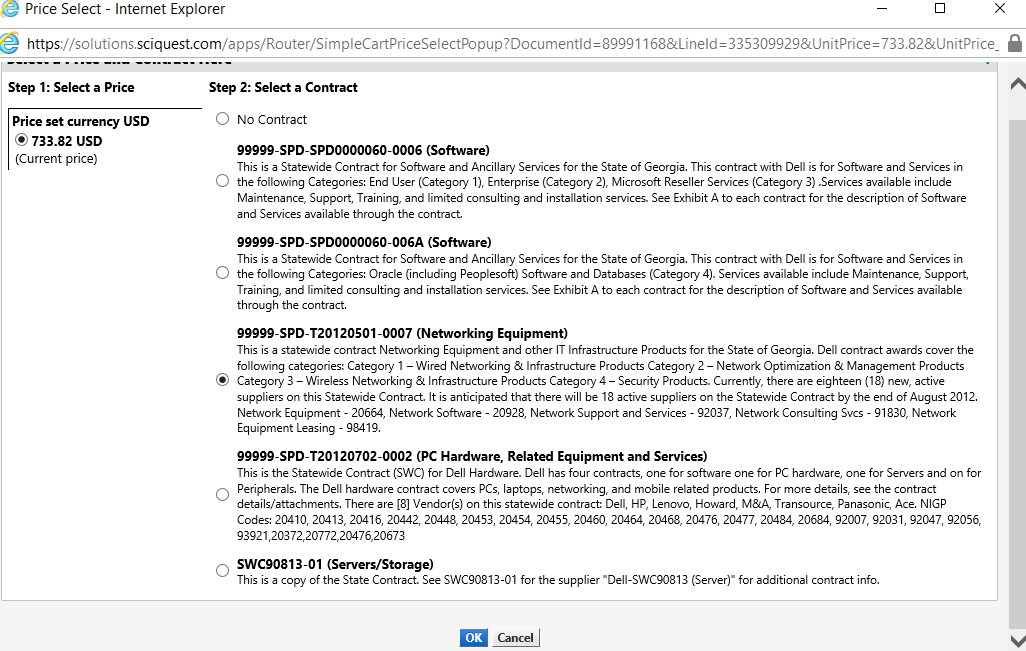 Price Select - Internet Explorer
https://solutions.sciquest.com/apps/Router/SimpleCartPriceSelectPopup?DocumentId=89991168&LineId=335309929&UnitPrice=733.82&UnitPrice_
Select a Price and Contract Here
Step 1: Select a Price
Step 2: Select a Contract
Price set currency USD
733.82 USD
(Current price)
No Contract
99999-SPD-SPD0000060-0006 (Software)
This is a Statewide Contract for Software and Ancillary Services for the State of Georgia. This contract with Dell is for Software and Services in
the following Categories: End User (Category 1), Enterprise (Category 2), Microsoft Reseller Services (Category 3) .Services available include
Maintenance, Support, Training, and limited consulting and installation services. See Exhibit A to each contract for the description of Software
and Services available through the contract.
99999-SPD-SPD0000060-006A (Software)
This is a Statewide Contract for Software and Ancillary Services for the State of Georgia. This contract with Dell is for Software and Services in
the following Categories: Oracle (including Peoplesoft) Software and Databases (Category 4). Services available include Maintenance, Support,
Training, and limited consulting and installation services. See Exhibit A to each contract for the description of Software and Services available
through the contract.
99999-SPD-T20120501-0007 (Networking Equipment)
This is a statewide contract Networking Equipment and other IT Infrastructure Products for the State of Georgia. Dell contract awards cover the
following categories: Category 1 – Wired Networking & Infrastructure Products Category 2 – Network Optimization & Management Products
Category 3 – Wireless Networking & Infrastructure Products Category 4 – Security Products. Currently, there are eighteen (18) new, active
suppliers on this Statewide Contract. It is anticipated that there will be 18 active suppliers on the Statewide Contract by the end of August 2012.
Network Equipment - 20664, Network Software - 20928, Network Support and Services - 92037, Network Consulting Svcs - 91830, Network
Equipment Leasing - 98419.
99999-SPD-T20120702-0002 (PC Hardware, Related Equipment and Services)
This is the Statewide Contract (SWC) for Dell Hardware. Dell has four contracts, one for software one for PC hardware, one for Servers and on for
Peripherals. The Dell hardware contract covers PCs, laptops, networking, and mobile related products. For more details, see the contract
details/attachments. There are [8] Vendor(s) on this statewide contract: Dell, HP, Lenovo, Howard, M&A, Transource, Panasonic, Ace. NIGP
Codes: 20410, 20413, 20416, 20442, 20448, 20453, 20454, 20455, 20460, 20464, 20468, 20476, 20477, 20484, 20684, 92007, 92031, 92047, 92056,
93921,20372,20772,20476,20673
SWC90813-01 (Servers/Storage)
This is a copy of the State Contract. See SWC90813-01 for the supplier "Dell-SWC90813 (Server)" for additional contract info.
OK
Cancel